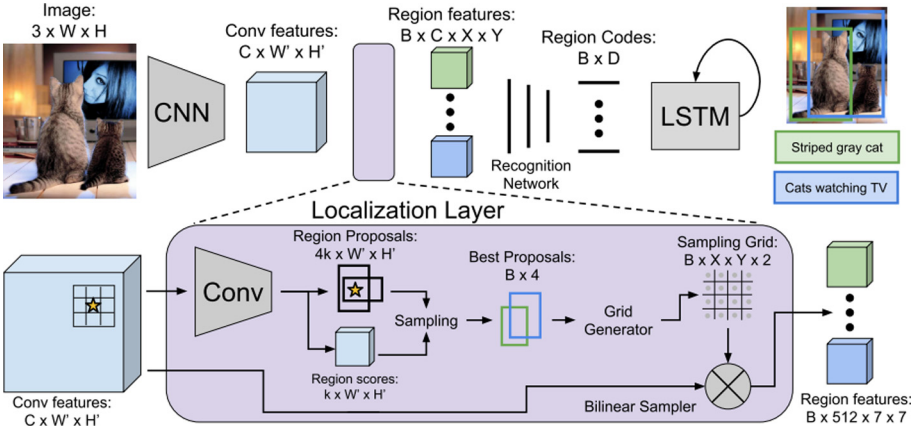 Image:
3 x W x H
CNN
Conv features:
C x W' x H'
Region features:
B x C x X x Y
Recognition
Network
Region Codes:
B x D
LSTM
Striped gray cat
Cats watching TV
Localization Layer
Conv features:
C x W' x H'
Conv
Region Proposals:
4k x W' x H'
Region scores:
k x W' x H'
Sampling
Best Proposals:
B x 4
Grid
Generator
Sampling Grid:
B x X x Y x 2
Bilinear Sampler
Region features:
B x 512 x 7 x 7